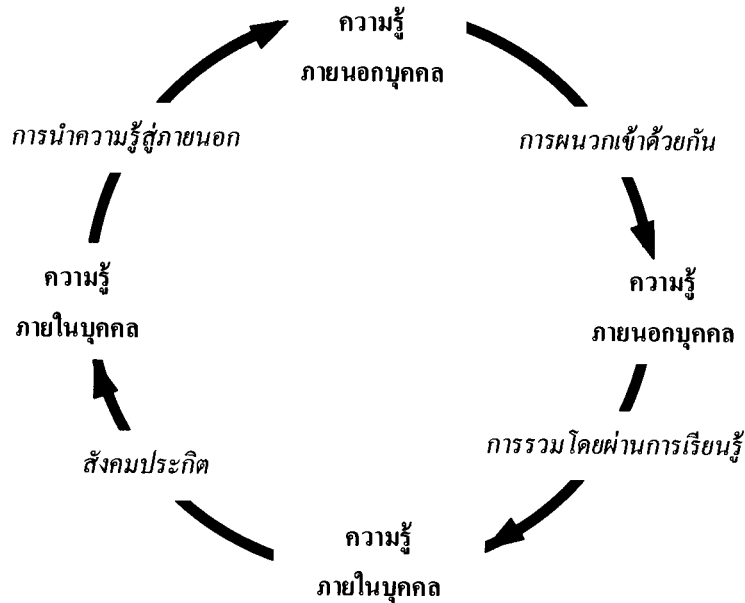 ความรู้
ภายนอกบุคคล
การนำความรู้สู่ภายนอก
การผนวกเข้าด้วยกัน
ความรู้
ภายในบุคคล
ความรู้
ภายนอกบุคคล
สังคมประกิต
การรวมโดยผ่านการเรียนรู้
ความรู้
ภายในบุคคล